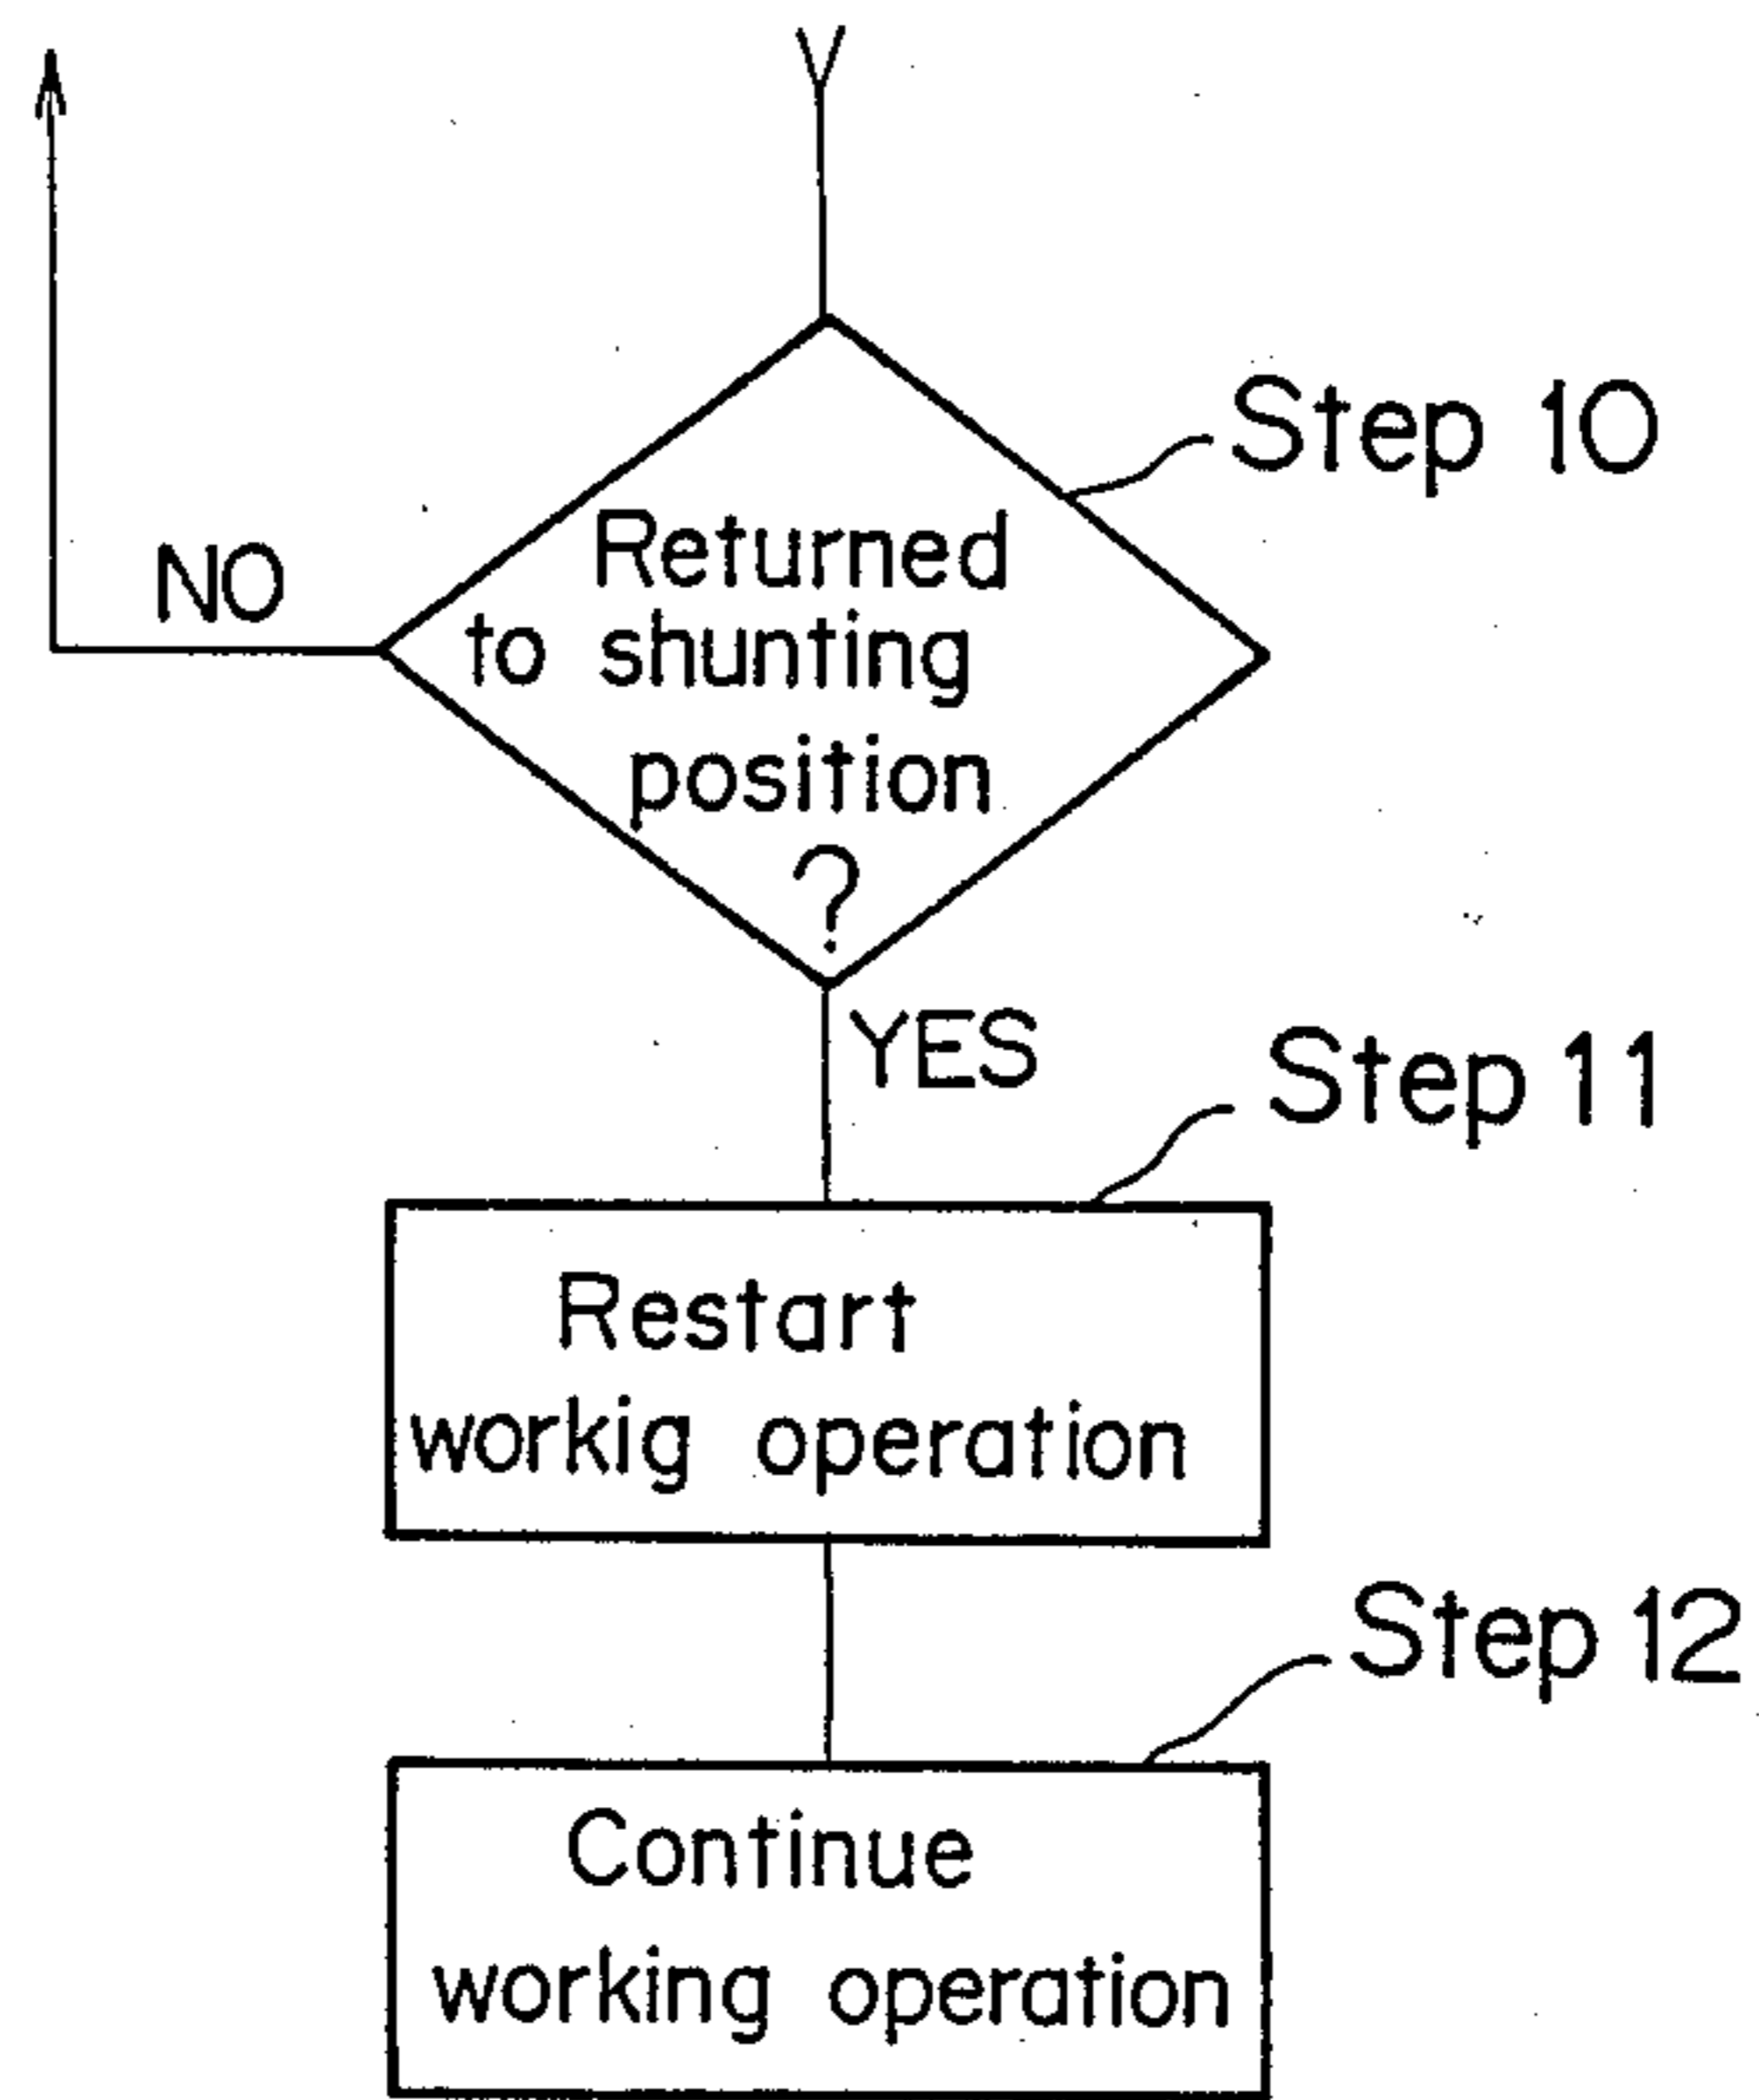 Step 10
NO
Returned
to shunting
position
?
YES
Step 11
Restart
workig operation
Step 12
Continue
working operation